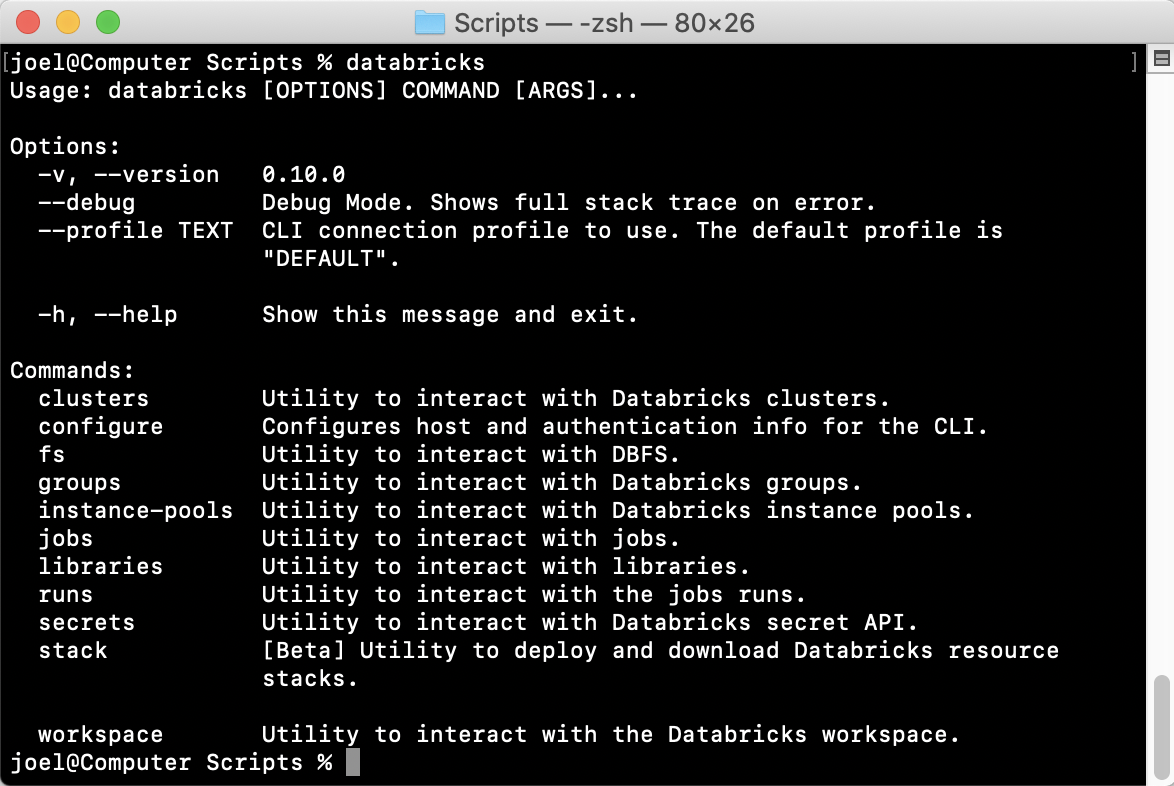 Scripts — -zsh — 80×26
[joel@Computer Scripts % databricks ]
Usage: databricks [OPTIONS] COMMAND [ARGS]...

Options:
  -v, --version   0.10.0
  --debug         Debug Mode. Shows full stack trace on error.
  --profile TEXT  CLI connection profile to use. The default profile is
                  "DEFAULT".

  -h, --help      Show this message and exit.

Commands:
  clusters        Utility to interact with Databricks clusters.
  configure       Configures host and authentication info for the CLI.
  fs              Utility to interact with DBFS.
  groups          Utility to interact with Databricks groups.
  instance-pools  Utility to interact with Databricks instance pools.
  jobs            Utility to interact with jobs.
  libraries       Utility to interact with libraries.
  runs            Utility to interact with the jobs runs.
  secrets         Utility to interact with Databricks secret API.
  stack           [Beta] Utility to deploy and download Databricks resource
                  stacks.

  workspace       Utility to interact with the Databricks workspace.
joel@Computer Scripts %